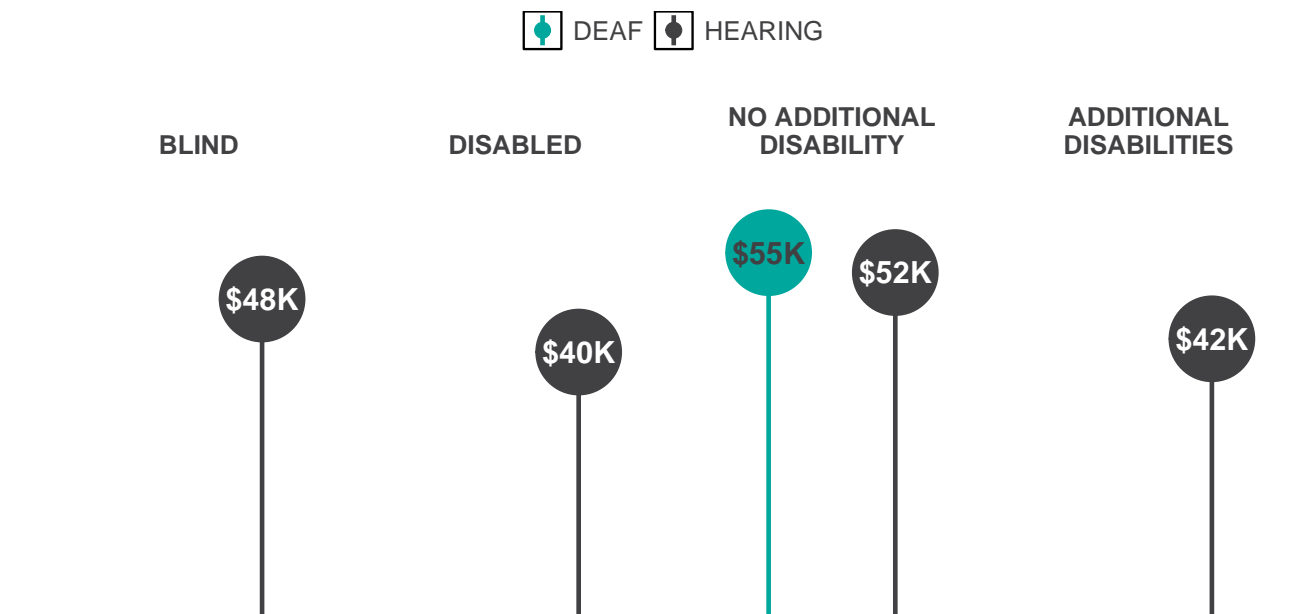 DEAF HEARING
BLIND
DISABLED
NO ADDITIONAL
DISABILITY
ADDITIONAL
DISABILITIES
$48K
$40K
$55K
$52K
$42K